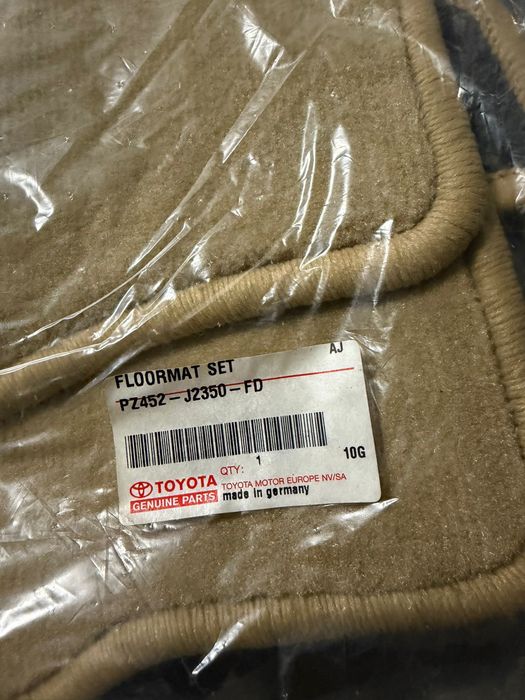 AJ
FLOORMAT SET
PZ452-J2350-FD
QTY: 1 10G
TOYOTA
GENUINE PARTS
TOYOTA MOTOR EUROPE NV/SA
made in germany